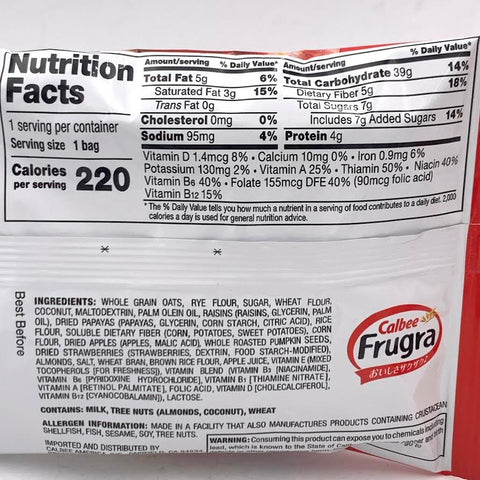 Nutrition
Facts
1 serving per container
Serving size 1 bag
Calories
per serving 220
Amount/serving % Daily Value*
Total Fat 5g 6%
Saturated Fat 3g 15%
Trans Fat 0g
Cholesterol 0mg 0%
Sodium 95mg 4%
Amount/serving % Daily Value*
Total Carbohydrate 39g 14%
Dietary Fiber 5g 18%
Total Sugars 7g
Includes 7g Added Sugars 14%
Protein 4g
Vitamin D 1.4mcg 8% • Calcium 10mg 0% • Iron 0.9mg 6%
Potassium 130mg 2% • Vitamin A 25% • Thiamin 50% • Niacin 40%
Vitamin B6 40% • Folate 155mcg DFE 40% (90mcg folic acid)
Vitamin B12 15%
*The % Daily Value tells you how much a nutrient in a serving of food contributes to a daily diet. 2,000
calories a day is used for general nutrition advice.
Best Before
INGREDIENTS: WHOLE GRAIN OATS, RYE FLOUR, SUGAR, WHEAT FLOUR,
COCONUT, MALTODEXTRIN, PALM OLEIN OIL, RAISINS (RAISINS, GLYCERIN, PALM
OIL), DRIED PAPAYAS (PAPAYAS, GLYCERIN, CORN STARCH, CITRIC ACID), RICE
FLOUR, SOLUBLE DIETARY FIBER (CORN, POTATOES, SWEET POTATOES), CORN
FLOUR, DRIED APPLES (APPLES, MALIC ACID), WHOLE ROASTED PUMPKIN SEEDS,
DRIED STRAWBERRIES (STRAWBERRIES, DEXTRIN, FOOD STARCH-MODIFIED),
ALMONDS, SALT, WHEAT BRAN, BROWN RICE FLOUR, APPLE JUICE, VITAMIN E (MIXED
TOCOPHEROLS [FOR FRESHNESS]), VITAMIN BLEND (VITAMIN B3 [NIACINAMIDE],
VITAMIN B6 [PYRIDOXINE HYDROCHLORIDE], VITAMIN B1 [THIAMINE NITRATE],
VITAMIN A [RETINOL PALMITATE], FOLIC ACID, VITAMIN D [CHOLECALCIFEROL],
VITAMIN B12 [CYANOCOBALAMIN]), LACTOSE.
CONTAINS: MILK, TREE NUTS (ALMONDS, COCONUT), WHEAT
ALLERGEN INFORMATION: MADE IN A FACILITY THAT ALSO MANUFACTURES PRODUCTS CONTAINING CRUSTACEAN
SHELLFISH, FISH, SESAME, SOY, TREE NUTS.
IMPORTED AND DISTRIBUTED BY
CALBEE AMERICA
WARNING: Consuming this product can expose you to chemicals including
lead, which is known to the State of
Calbee
Frugra
おいしさザクザク♪